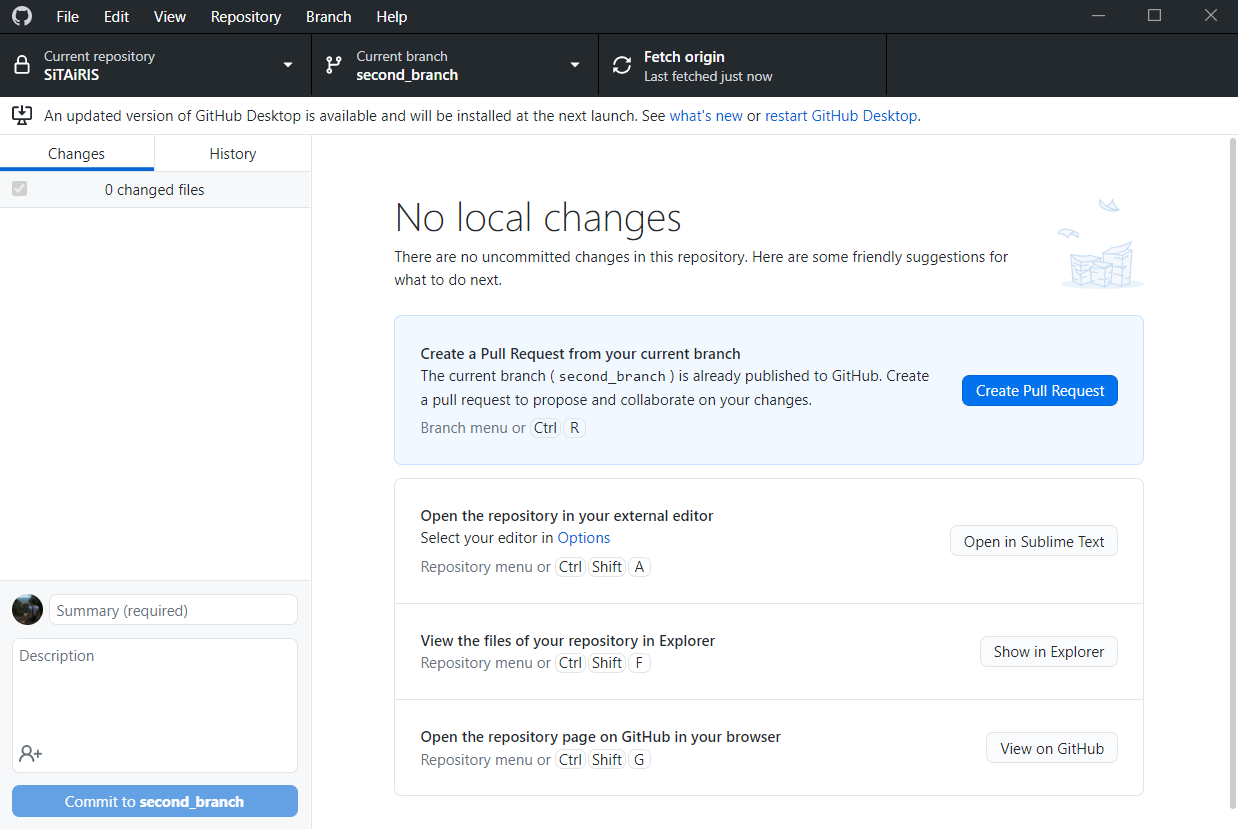 File Edit View Repository Branch Help
Current repository
SiTAiRIS
Current branch
second_branch
Fetch origin
Last fetched just now
An updated version of GitHub Desktop is available and will be installed at the next launch. See what's new or restart GitHub Desktop.
Changes
History
0 changed files
No local changes
There are no uncommitted changes in this repository. Here are some friendly suggestions for
what to do next.
Create a Pull Request from your current branch
The current branch ( second_branch ) is already published to GitHub. Create
a pull request to propose and collaborate on your changes.
Branch menu or Ctrl R
Create Pull Request
Open the repository in your external editor
Select your editor in Options
Repository menu or Ctrl Shift A
Open in Sublime Text
View the files of your repository in Explorer
Repository menu or Ctrl Shift F
Show in Explorer
Open the repository page on GitHub in your browser
Repository menu or Ctrl Shift G
View on GitHub
Summary (required)
Description
Commit to second_branch